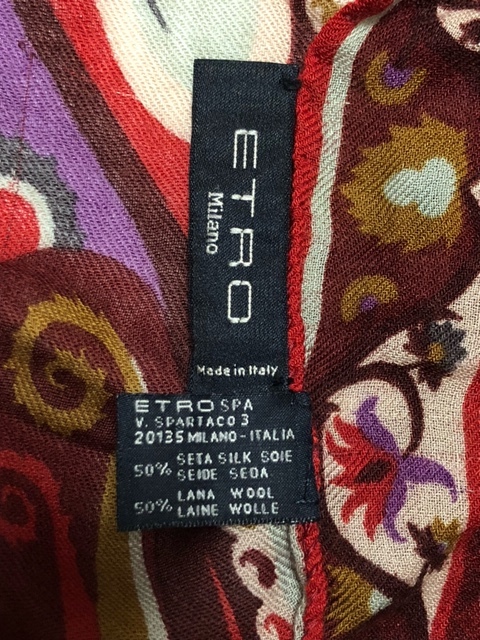 ETRO
Milano
Made in Italy
ETRO SPA
V. SPARTACO 3
20135 MILANO-ITALIA
50% SETA SILK SOIE
SEIDE SEDA
50% LANA WOOL
LAINE WOLLE